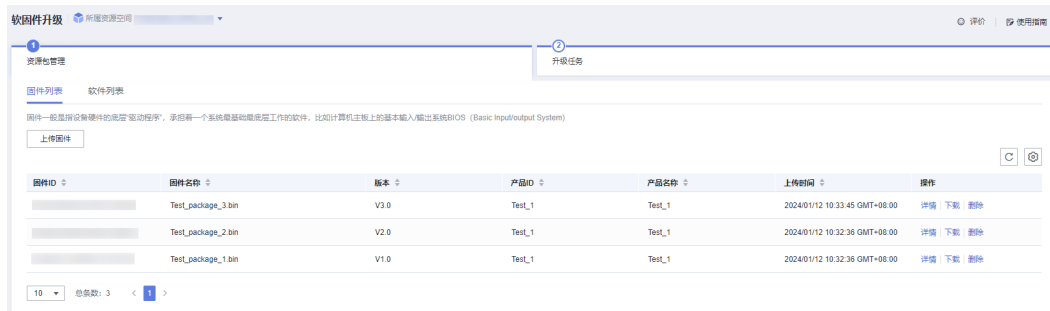 软固件升级 所属资源空间 评价 使用指南
1 2
资源包管理 升级任务
固件列表 软件列表
固件一般是指设备硬件的底层“驱动程序”，承担着一个系统最基础最底层工作的软件，比如计算机主板上的基本输入/输出系统BIOS（Basic Input/output System）
上传固件
固件ID 固件名称 版本 产品ID 产品名称 上传时间 操作
Test_package_3.bin V3.0 Test_1 Test_1 2024/01/12 10:33:45 GMT+08:00 详情 下载 删除
Test_package_2.bin V2.0 Test_1 Test_1 2024/01/12 10:32:36 GMT+08:00 详情 下载 删除
Test_package_1.bin V1.0 Test_1 Test_1 2024/01/12 10:32:36 GMT+08:00 详情 下载 删除
10 总条数：3 < 1 >